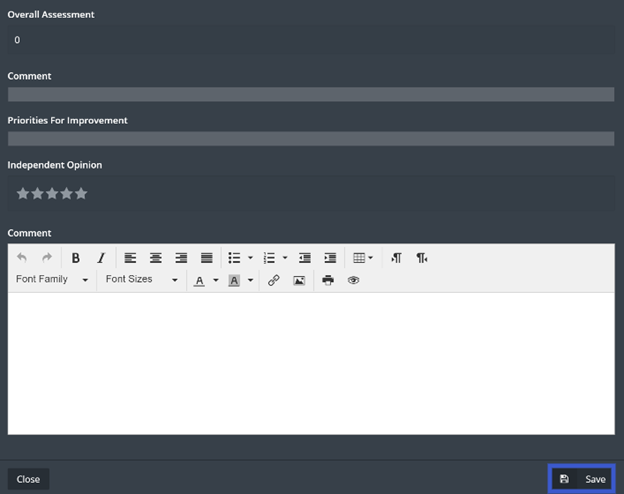 Overall Assessment
0
Comment
Priorities For Improvement
Independent Opinion
Comment
B I
Font Family Font Sizes A A
Close Save